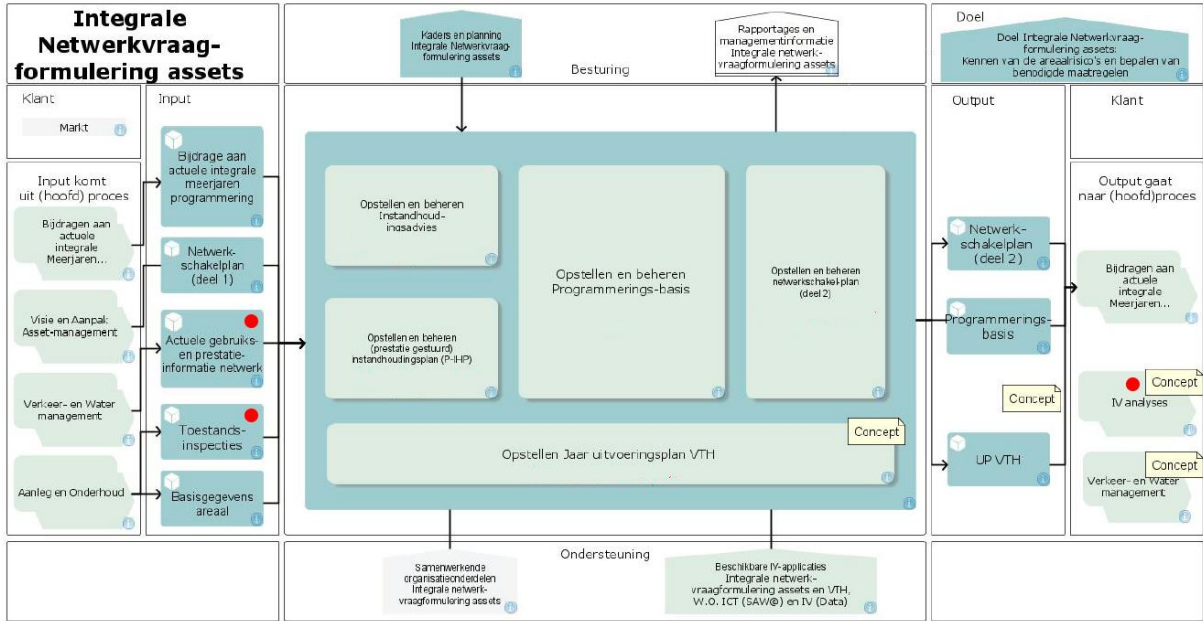 Integrale
Netwerkvraag-
formulering assets
Kaders en planning
Integrale Netwerkvraag-
formulering assets
Besturing
Rapportages en
managementinformatie
Integrale netwerk-
vraagformulering assets
Doel
Doel Integrale Netwerkvraag-
formulering assets:
Kennen van de areaalrisico's en bepalen van
benodigde maatregelen
Klant
Markt
Input komt
uit (hoofd) proces
Bijdragen aan
actuele
integrale
Meerjaren...
Visie en Aanpak
Asset-management
Verkeer- en Water
management
Aanleg en Onderhoud
Input
Bijdrage aan
actuele integrale
meerjaren
programmering
Netwerk-
schakelplan
(deel 1)
Actuele gebruiks-
en prestatie-
informatie netwerk
Toestands-
inspecties
Basisgegevens
areaal
Opstellen en beheren
Instandhoud-
ingsadvies
Opstellen en beheren
(prestatie gestuurd)
instandhoudingsplan (P-IHP)
Opstellen en beheren
Programmerings-basis
Opstellen en beheren
netwerkschakel-plan
(deel 2)
Concept
Opstellen Jaar uitvoeringsplan VTH
Output
Netwerk-
schakelplan
(deel 2)
Programmerings-
basis
Concept
UP VTH
Klant
Output gaat
naar (hoofd)proces
Bijdragen aan
actuele
integrale
Meerjaren...
Concept
IV analyses
Concept
Verkeer- en Water
management
Ondersteuning
Samenwerkende
organisatieonderdelen
Integrale netwerk-
vraagformulering assets
Beschikbare IV-applicaties
Integrale netwerk-
vraagformulering assets en VTH,
W.O. ICT (SAW@) en IV (Data)